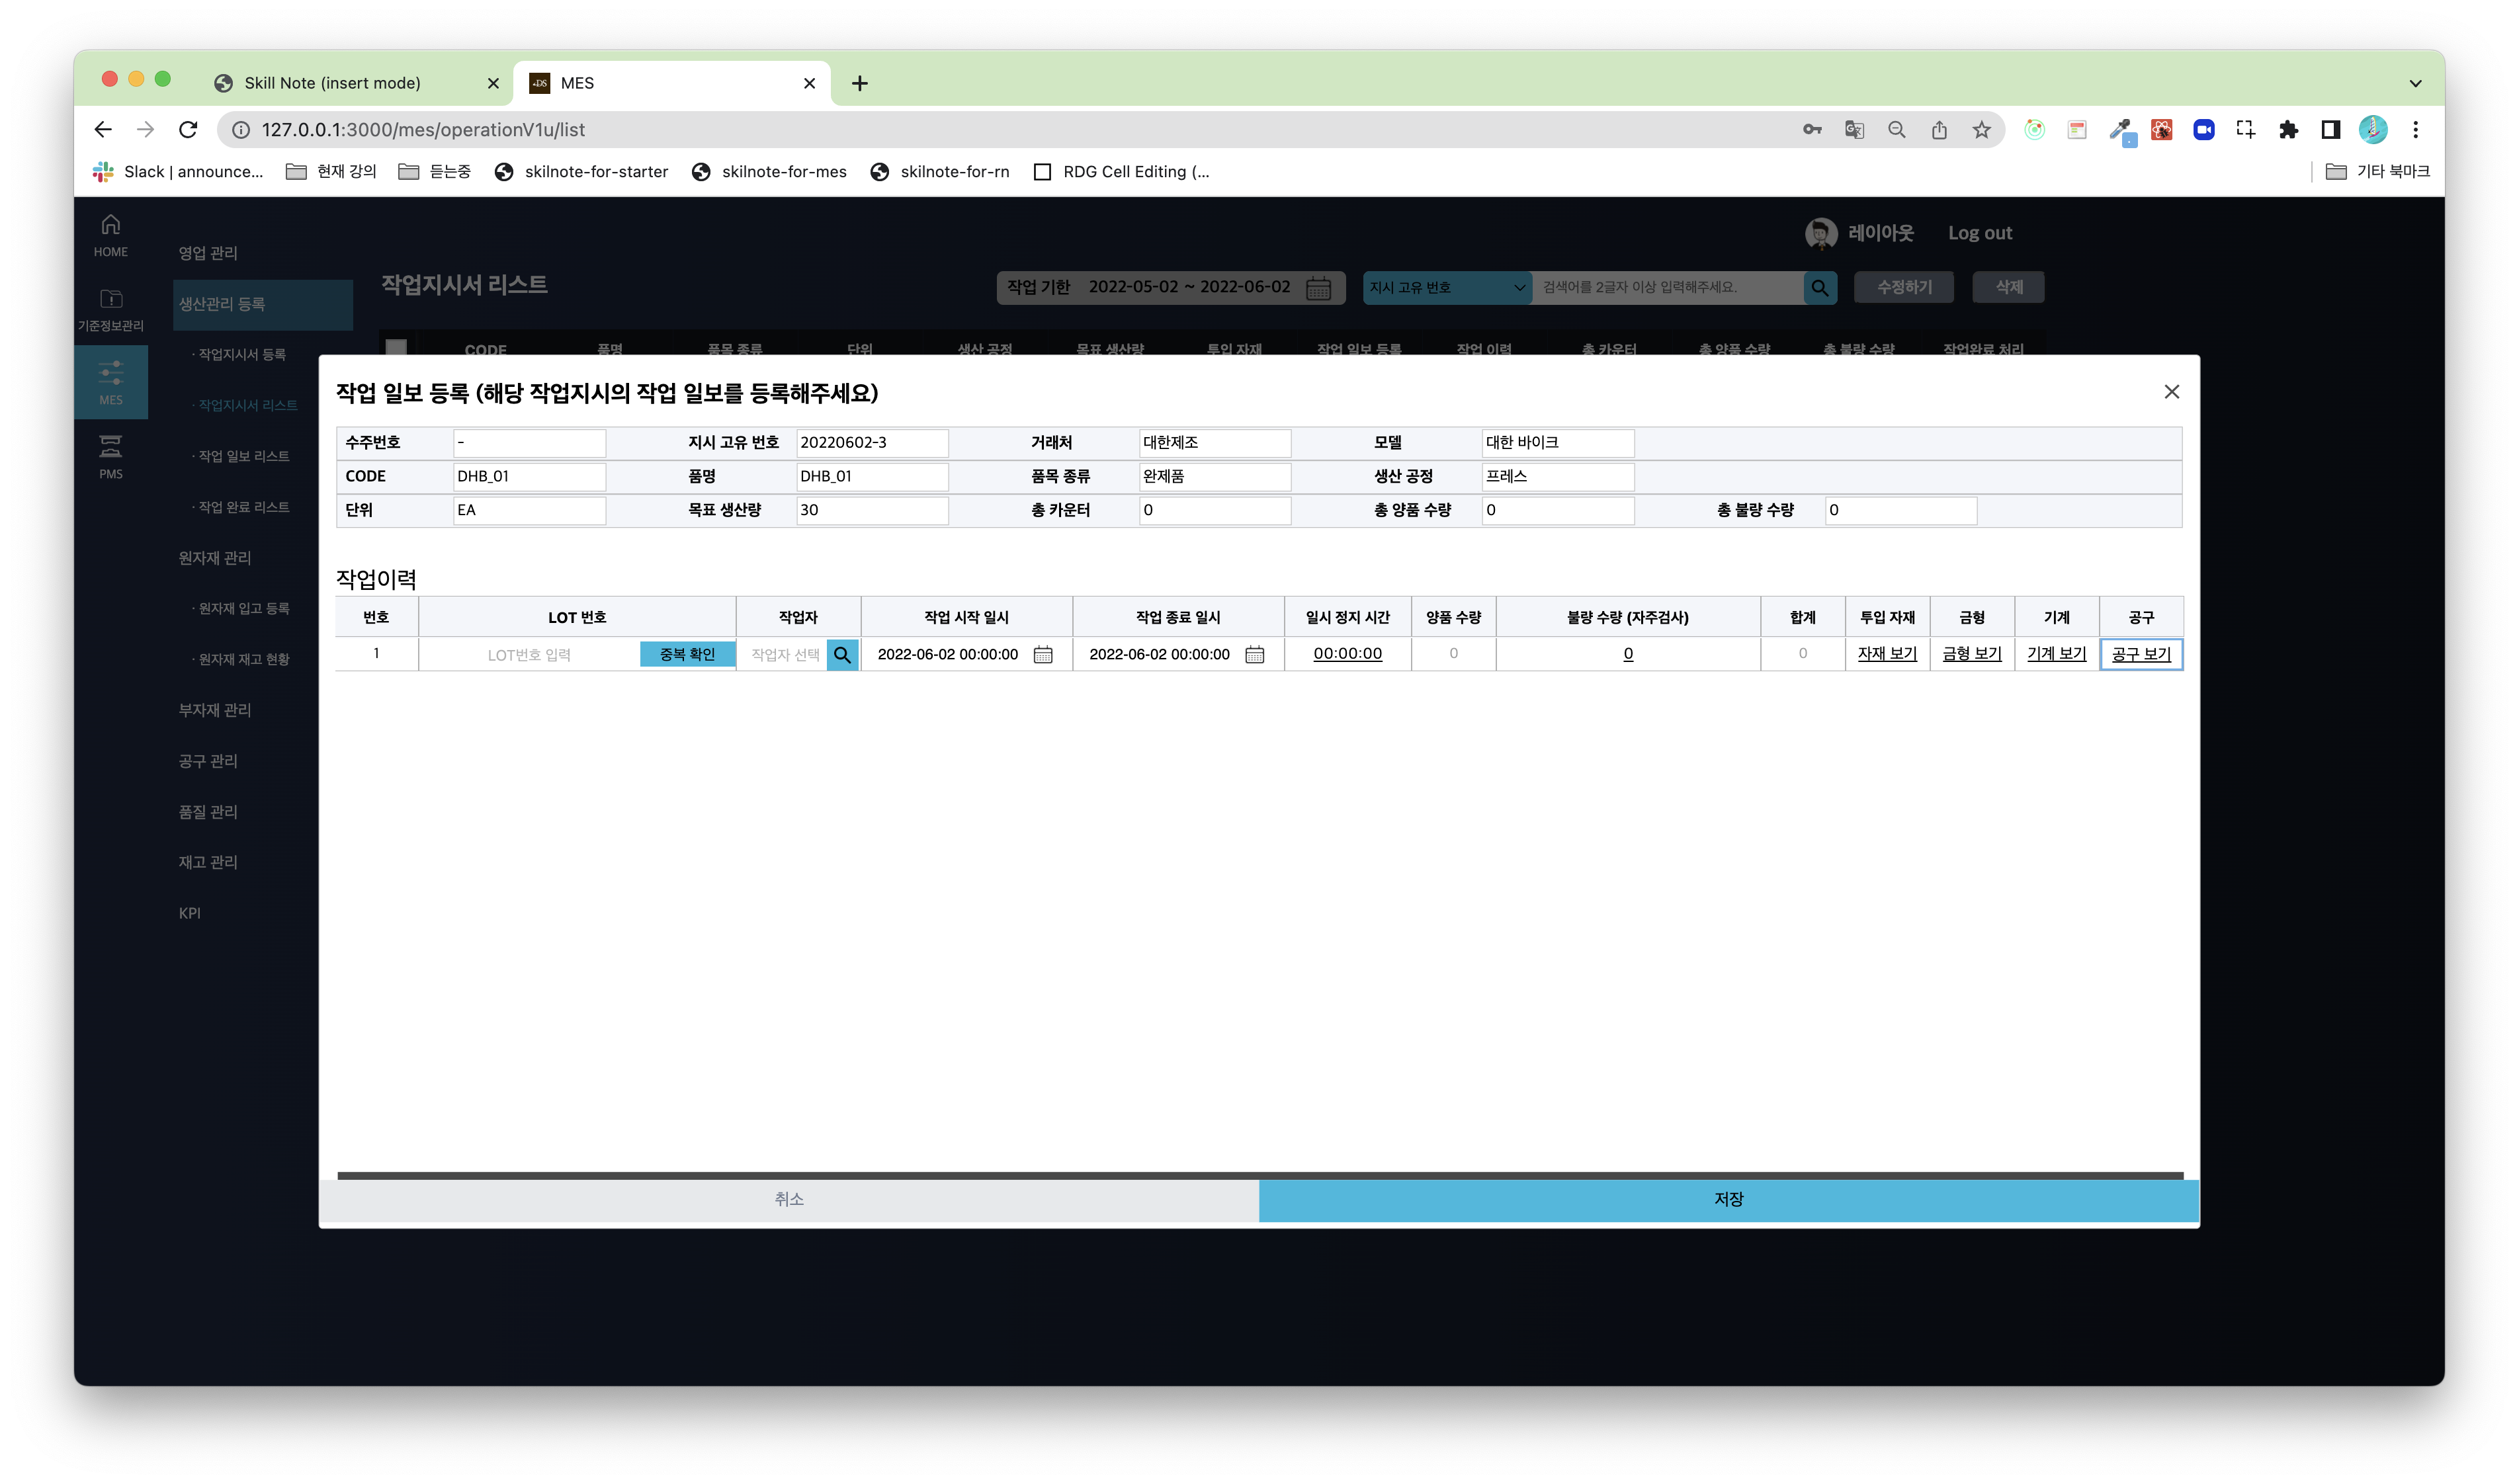 Skill Note (insert mode)
MES
127.0.0.1:3000/mes/operationV1u/list
Slack | announce... 현재 강의 듣는중 skilnote-for-starter skilnote-for-mes skilnote-for-rn RDG Cell Editing (... 기타 북마크
HOME
기준정보관리
MES
PMS
영업 관리
생산관리 등록
· 작업지시서 등록
· 작업지시서 리스트
· 작업 일보 리스트
· 작업 완료 리스트
원자재 관리
· 원자재 입고 등록
· 원자재 재고 현황
부자재 관리
공구 관리
품질 관리
재고 관리
KPI
레이아웃 Log out
작업지시서 리스트 작업 기한 2022-05-02 ~ 2022-06-02 지시 고유 번호 검색어를 2글자 이상 입력해주세요. 수정하기 삭제
CODE 품명 품목 종류 단위 생산 공정 목표 생산량 투입 자재 작업 일보 등록 작업 이력 총 카운터 총 양품 수량 총 불량 수량 작업완료 처리
작업 일보 등록 (해당 작업지시의 작업 일보를 등록해주세요)
수주번호 - 지시 고유 번호 20220602-3 거래처 대한제조 모델 대한 바이크
CODE DHB_01 품명 DHB_01 품목 종류 완제품 생산 공정 프레스
단위 EA 목표 생산량 30 총 카운터 0 총 양품 수량 0 총 불량 수량 0
작업이력
번호 LOT 번호 작업자 작업 시작 일시 작업 종료 일시 일시 정지 시간 양품 수량 불량 수량 (자주검사) 합계 투입 자재 금형 기계 공구
1 LOT번호 입력 중복 확인 작업자 선택 2022-06-02 00:00:00 2022-06-02 00:00:00 00:00:00 0 0 0 자재 보기 금형 보기 기계 보기 공구 보기
취소 저장